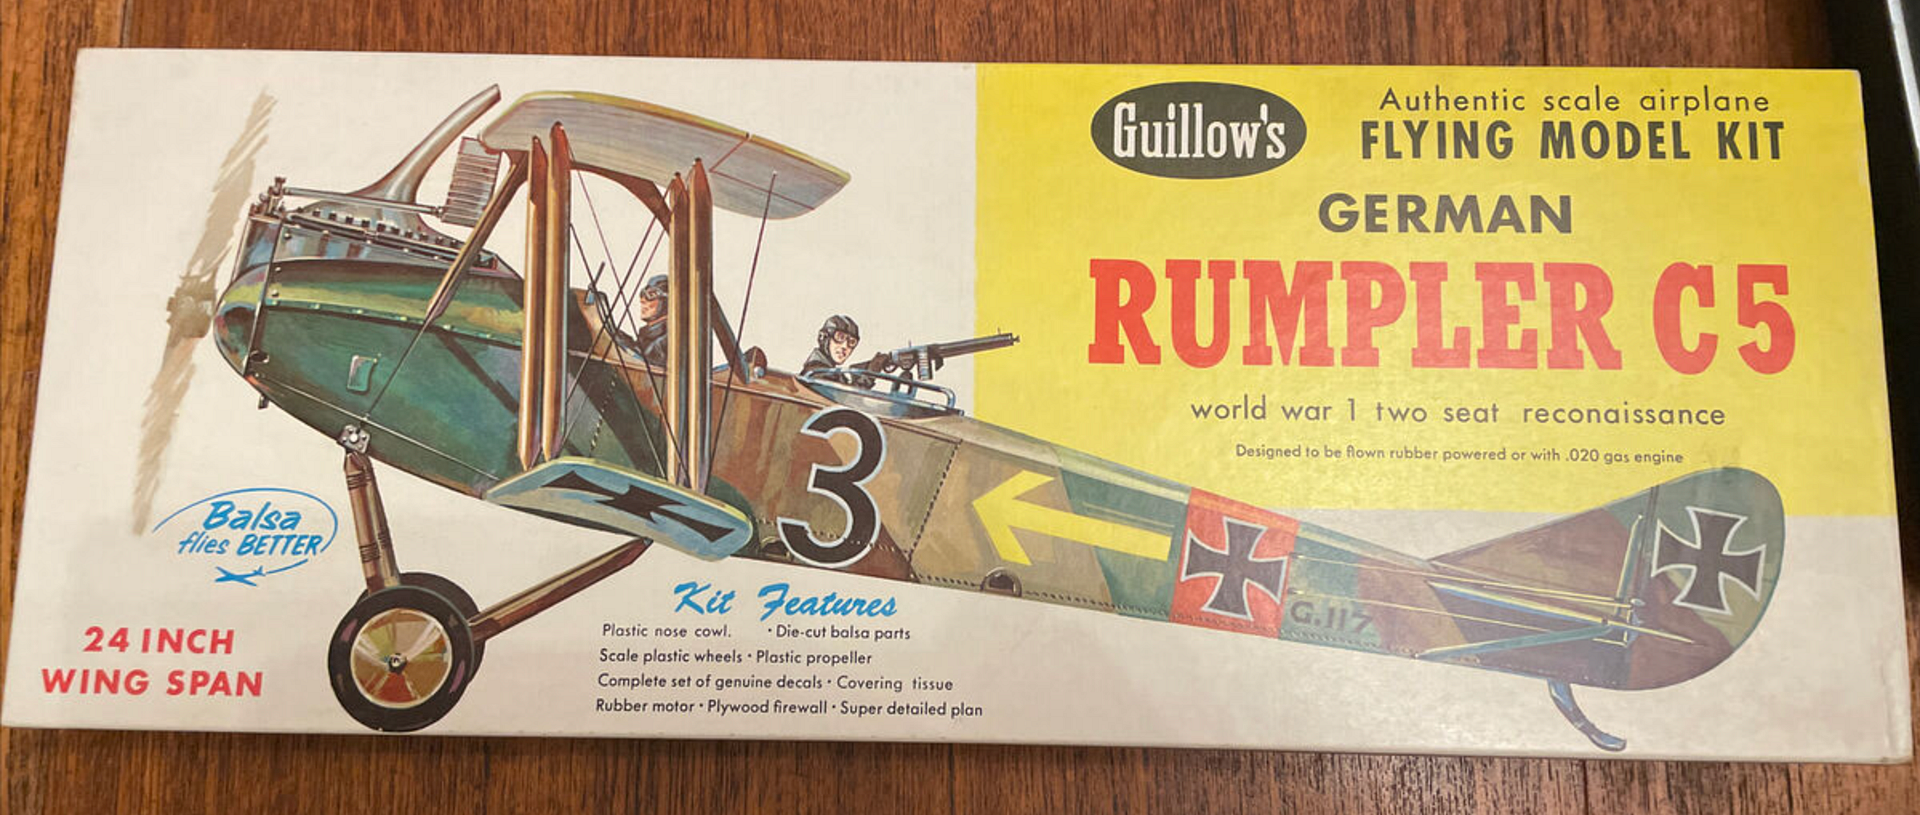 Guillow's
Authentic scale airplane
FLYING MODEL KIT
GERMAN
RUMPLER C5
world war 1 two seat reconaissance
Designed to be flown rubber powered or with .020 gas engine
3
G.117
Balsa
flies BETTER
24 INCH
WING SPAN
Kit Features
Plastic nose cowl. • Die-cut balsa parts
Scale plastic wheels • Plastic propeller
Complete set of genuine decals • Covering tissue
Rubber motor • Plywood firewall • Super detailed plan